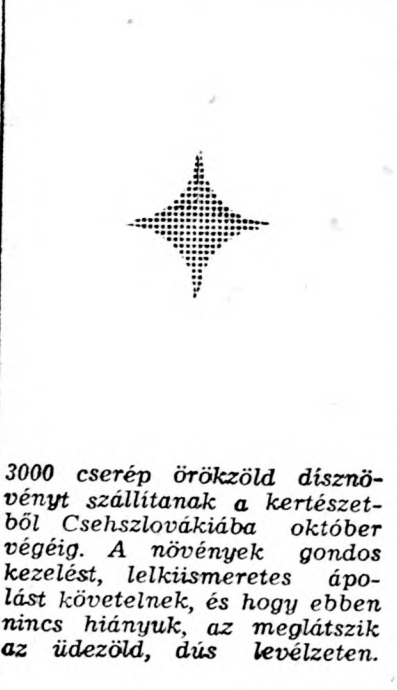 3000 cserép örökzöld dísznö-
vényt szállítanak a kertészet-
ből Csehszlovákiába október
végéig. A növények gondos
kezelést, lelkiismeretes ápo-
lást követelnek, és hogy ebben
nincs hiányuk, az meglátszik
az üdezöld, dús levélzeten.